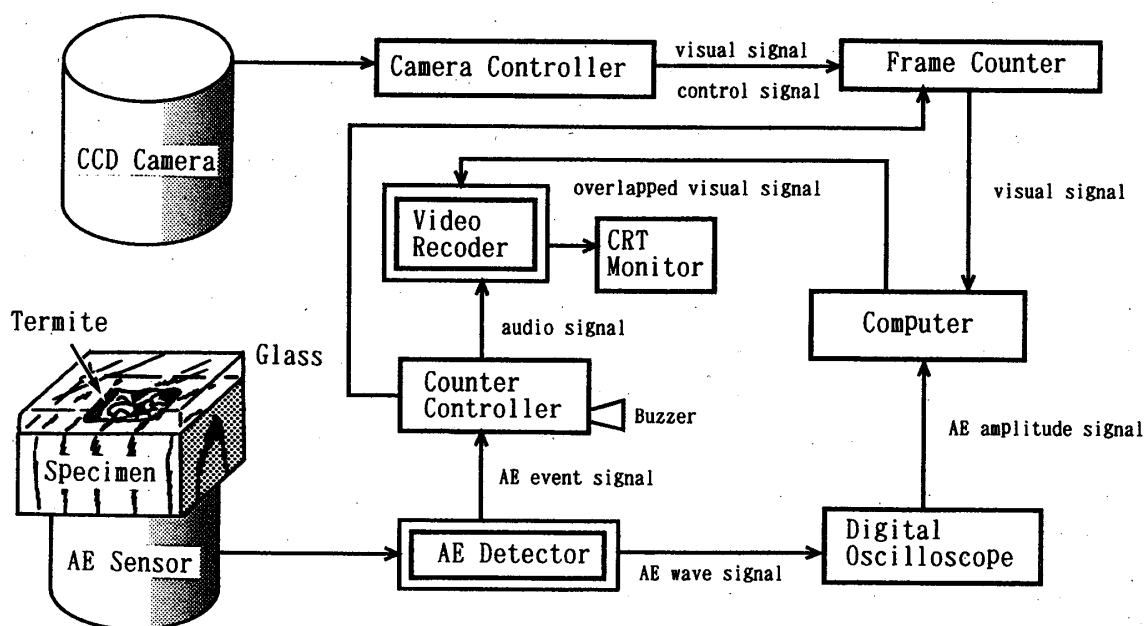 CCD Camera
Camera Controller
visual signal
control signal
Frame Counter
visual signal
overlapped visual signal
Video
Recoder
CRT
Monitor
Computer
audio signal
Termite
Glass
Specimen
AE Sensor
Counter
Controller
Buzzer
AE event signal
AE Detector
AE wave signal
AE amplitude signal
Digital
Oscilloscope